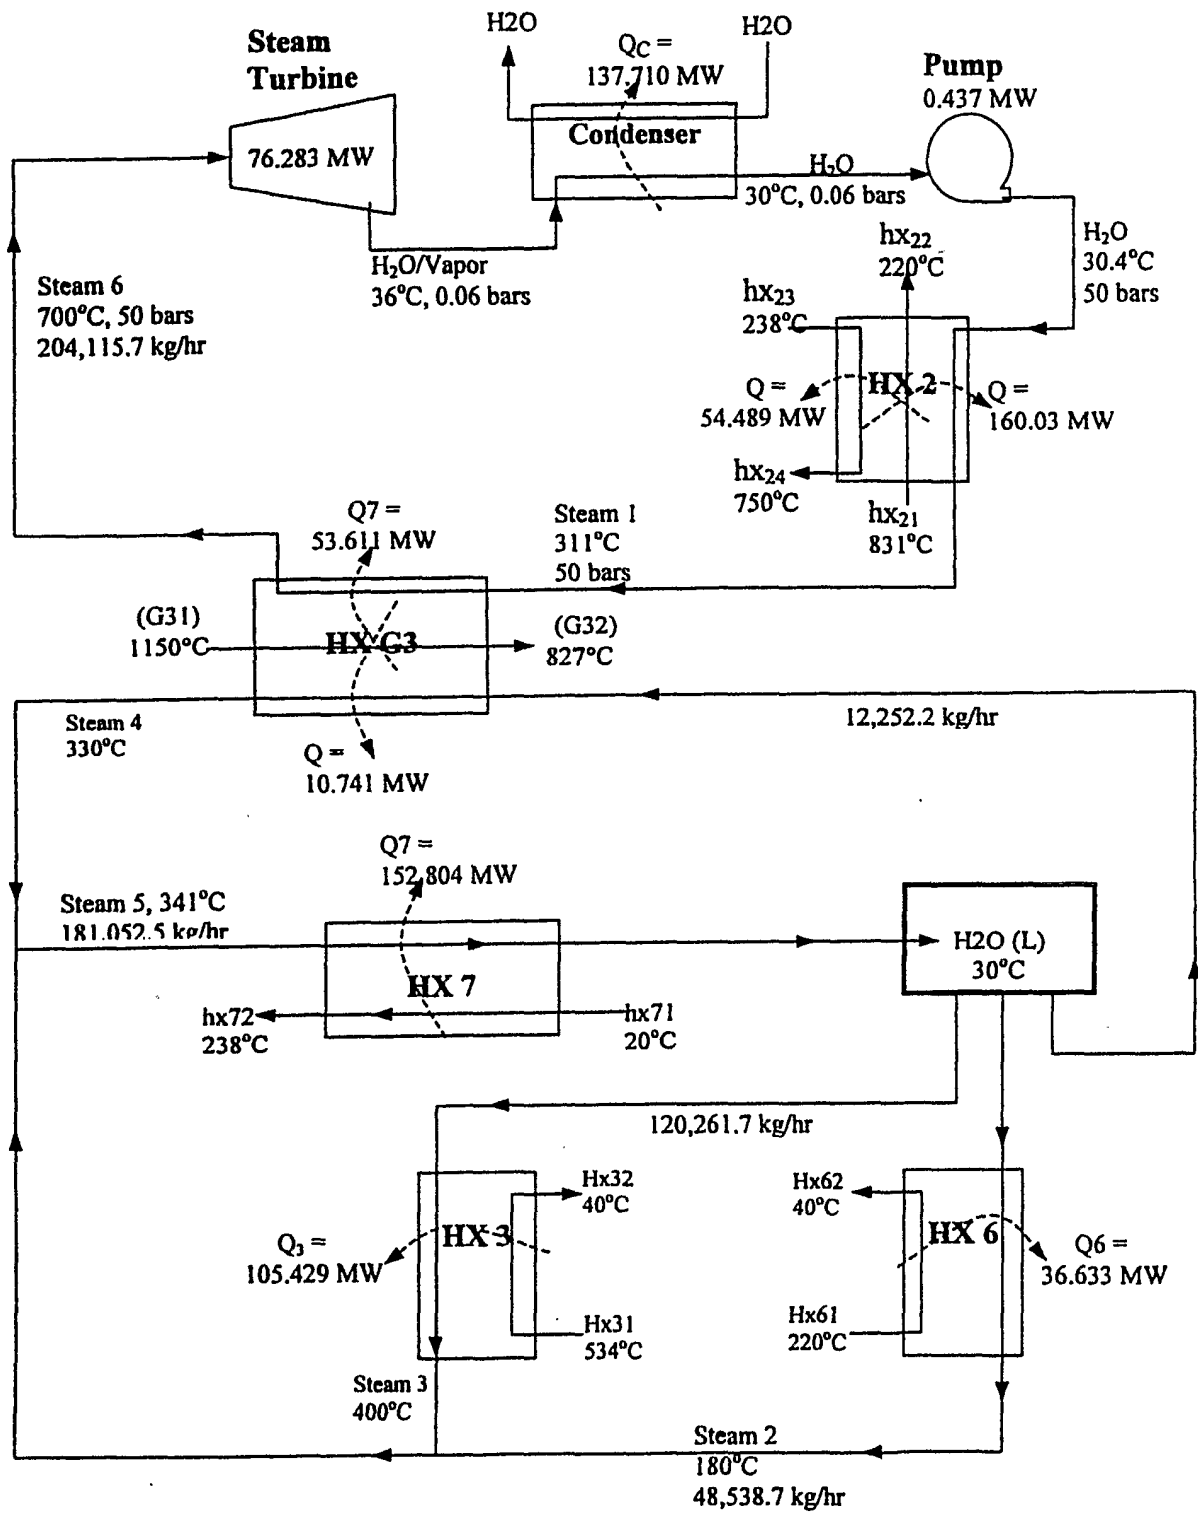 Steam
Turbine
76.283 MW
H2O
H2O
QC =
137.710 MW
Condenser
Pump
0.437 MW
H₂O
30°C, 0.06 bars
H₂O/Vapor
36°C, 0.06 bars
H₂O
30.4°C
50 bars
Steam 6
700°C, 50 bars
204,115.7 kg/hr
hx₂₂
220°C
hx₂₃
238°C
HX 2
Q =
54.489 MW
Q =
160.03 MW
hx₂₄
750°C
hx₂₁
831°C
Q7 =
53.611 MW
Steam 1
311°C
50 bars
(G31)
1150°C
HX G3
(G32)
827°C
Steam 4
330°C
12,252.2 kg/hr
Q =
10.741 MW
Q7 =
152.804 MW
Steam 5, 341°C
181,052.5 kg/hr
HX 7
hx72
238°C
hx71
20°C
H2O (L)
30°C
120,261.7 kg/hr
Hx32
40°C
HX 3
Q₃ =
105.429 MW
Hx31
534°C
Hx62
40°C
HX 6
Q6 =
36.633 MW
Hx61
220°C
Steam 3
400°C
Steam 2
180°C
48,538.7 kg/hr